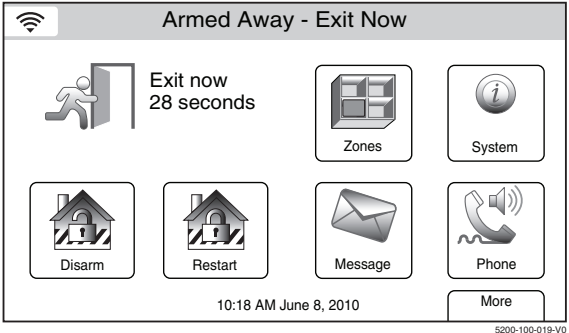 Armed Away - Exit Now
Exit now
28 seconds
Zones
System
Disarm
Restart
Message
Phone
10:18 AM June 8, 2010
More
5200-100-019-V0